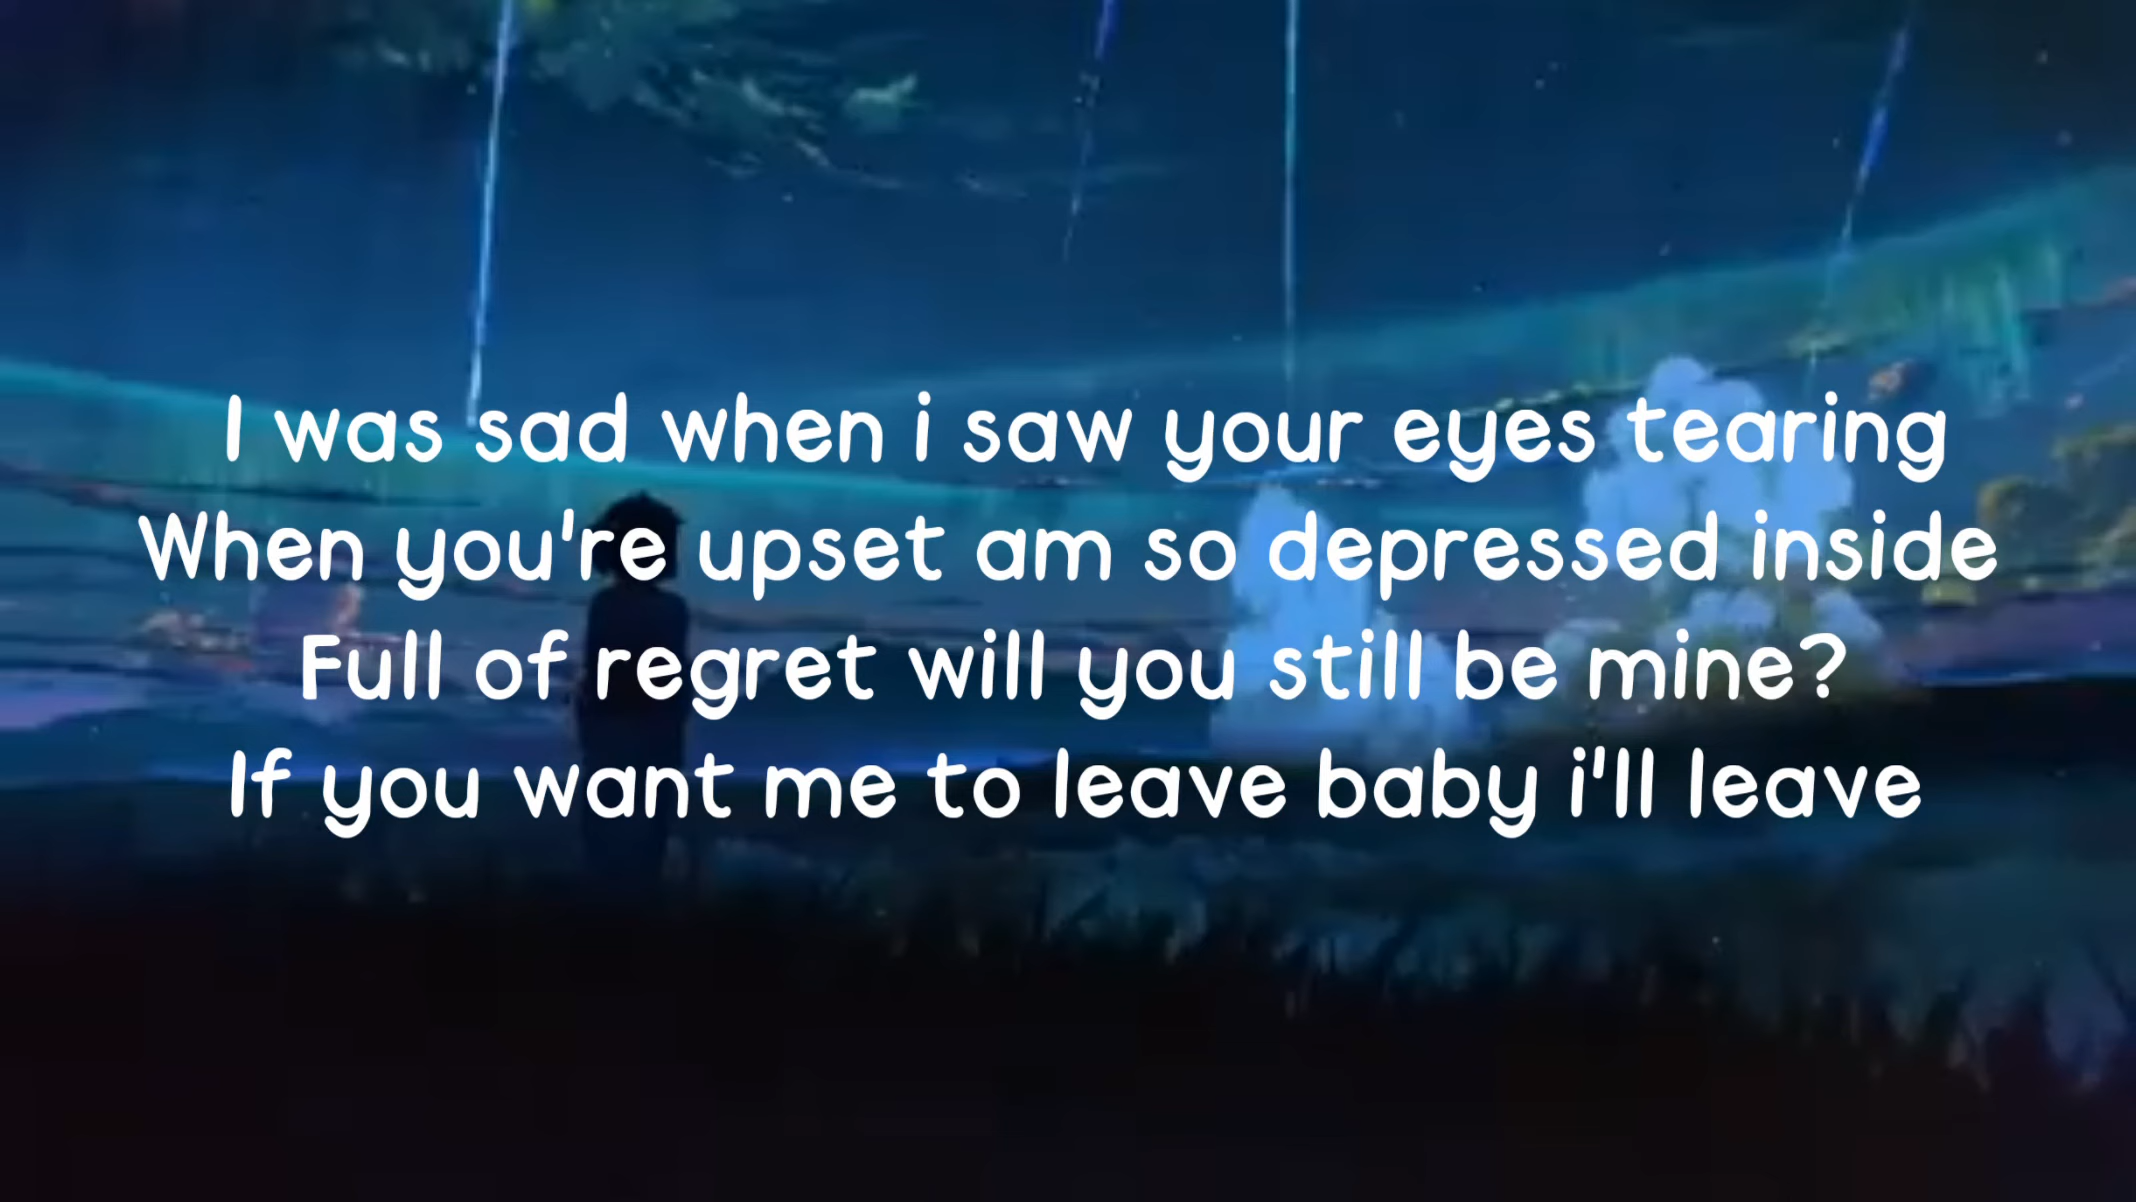 I was sad when i saw your eyes tearing
When you're upset am so depressed inside
Full of regret will you still be mine?
If you want me to leave baby i'll leave